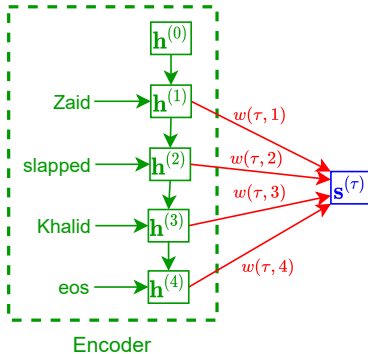 h^(0)
Zaid h^(1) w(τ, 1)
slapped h^(2) w(τ, 2)
s^(τ)
Khalid h^(3) w(τ, 3)
eos h^(4) w(τ, 4)
Encoder